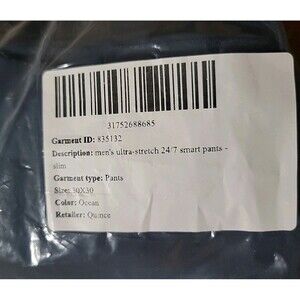 31752688685
Garment ID: 835132
Description: men's ultra-stretch 24/7 smart pants -
slim
Garment type: Pants
Size: 30X30
Color: Ocean
Retailer: Quince